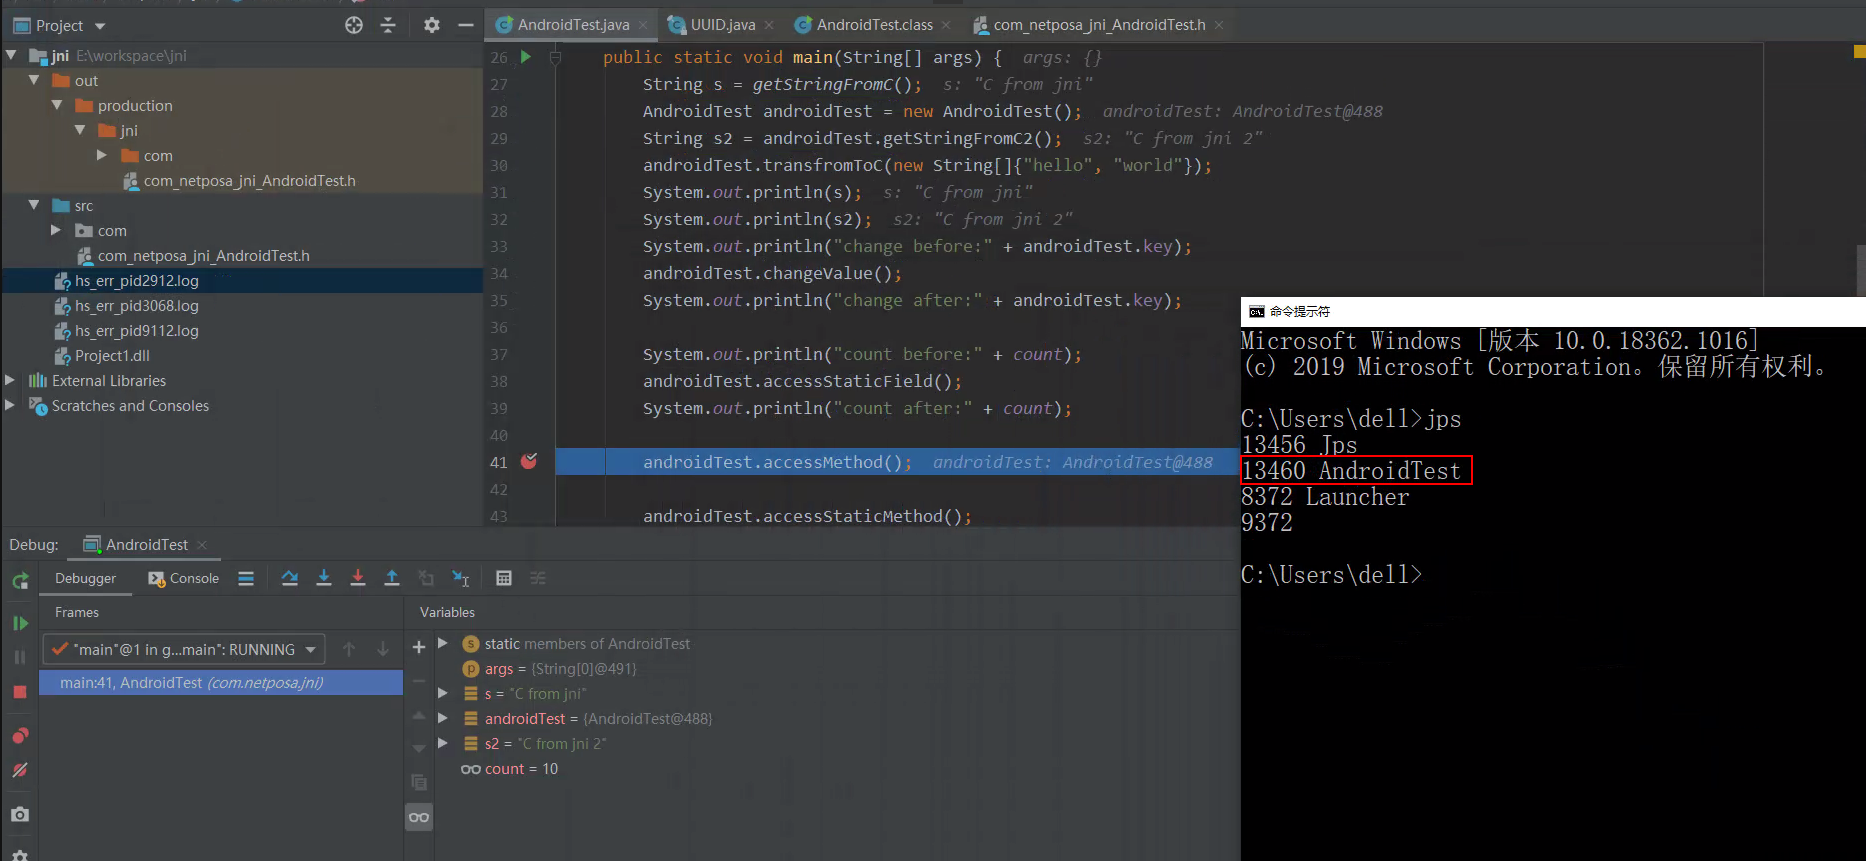 Project
AndroidTest.java
UUID.java
AndroidTest.class
com_netposa_jni_AndroidTest.h
jni E:\workspace\jni
out
production
jni
com
com_netposa_jni_AndroidTest.h
src
com
com_netposa_jni_AndroidTest.h
hs_err_pid2912.log
hs_err_pid3068.log
hs_err_pid9112.log
Project1.dll
External Libraries
Scratches and Consoles
26 public static void main(String[] args) { args: {}
27 String s = getStringFromC(); s: "C from jni"
28 AndroidTest androidTest = new AndroidTest(); androidTest: AndroidTest@488
29 String s2 = androidTest.getStringFromC2(); s2: "C from jni 2"
30 androidTest.transfromToC(new String[]{"hello", "world"});
31 System.out.println(s); s: "C from jni"
32 System.out.println(s2); s2: "C from jni 2"
33 System.out.println("change before:" + androidTest.key);
34 androidTest.changeValue();
35 System.out.println("change after:" + androidTest.key);
36
37 System.out.println("count before:" + count);
38 androidTest.accessStaticField();
39 System.out.println("count after:" + count);
40
41 androidTest.accessMethod(); androidTest: AndroidTest@488
42
43 androidTest.accessStaticMethod();
命令提示符
Microsoft Windows [版本 10.0.18362.1016]
(c) 2019 Microsoft Corporation。保留所有权利。
C:\Users\dell>jps
13456 Jps
13460 AndroidTest
8372 Launcher
9372
C:\Users\dell>
Debug: AndroidTest
Debugger Console
Frames
"main"@1 in g...main": RUNNING
main:41, AndroidTest (com.netposa.jni)
Variables
static members of AndroidTest
args = {String[0]@491}
s = "C from jni"
androidTest = {AndroidTest@488}
s2 = "C from jni 2"
count = 10